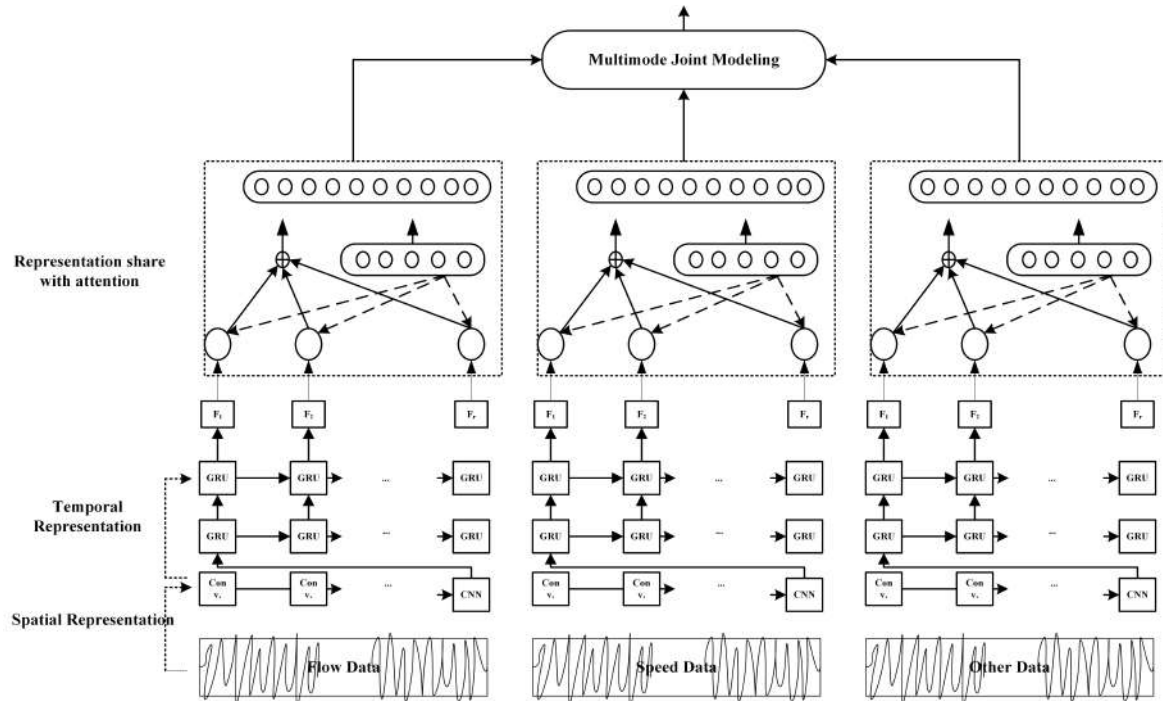 Multimode Joint Modeling
Representation share
with attention
F₁ F₂ Fᵣ F₁ F₂ Fᵣ F₁ F₂ Fᵣ
GRU GRU ... GRU GRU GRU ... GRU GRU GRU ... GRU
Temporal
Representation
GRU GRU ... GRU GRU GRU ... GRU GRU GRU ... GRU
Con
v.
Con
v.
... CNN
Con
v.
Con
v.
... CNN
Con
v.
Con
v.
... CNN
Spatial Representation
Flow Data
Speed Data
Other Data